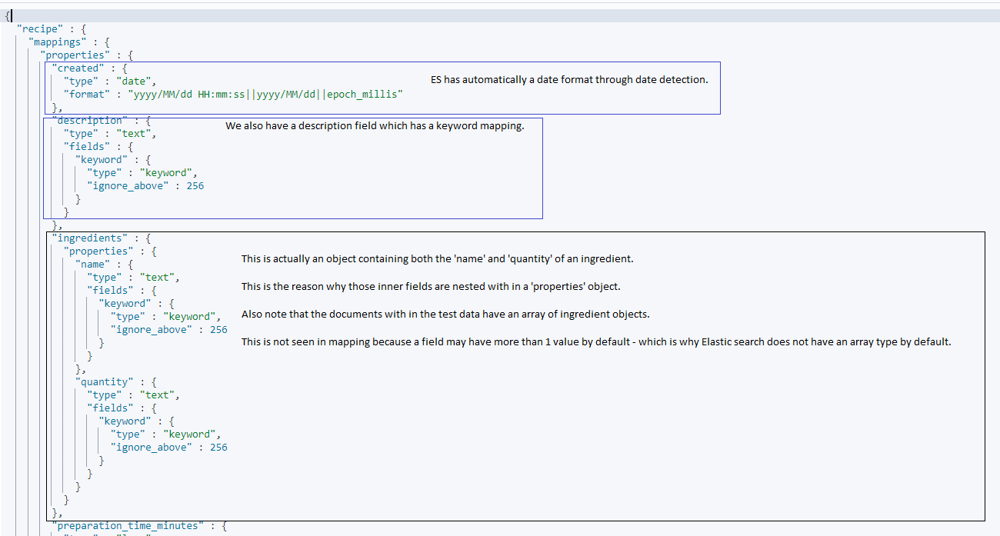 {
"recipe" : {
"mappings" : {
"properties" : {
"created" : {
"type" : "date", ES has automatically a date format through date detection.
"format" : "yyyy/MM/dd HH:mm:ss||yyyy/MM/dd||epoch_millis"
},
"description" : { We also have a description field which has a keyword mapping.
"type" : "text",
"fields" : {
"keyword" : {
"type" : "keyword",
"ignore_above" : 256
}
}
},
"ingredients" : {
"properties" : {
This is actually an object containing both the 'name' and 'quantity' of an ingredient.
"name" : {
"type" : "text",
This is the reason why those inner fields are nested with in a 'properties' object.
"fields" : {
"keyword" : {
"type" : "keyword", Also note that the documents with in the test data have an array of ingredient objects.
"ignore_above" : 256
} This is not seen in mapping because a field may have more than 1 value by default - which is why Elastic search does not have an array type by default.
}
},
"quantity" : {
"type" : "text",
"fields" : {
"keyword" : {
"type" : "keyword",
"ignore_above" : 256
}
}
}
}
},
"preparation_time_minutes" : {